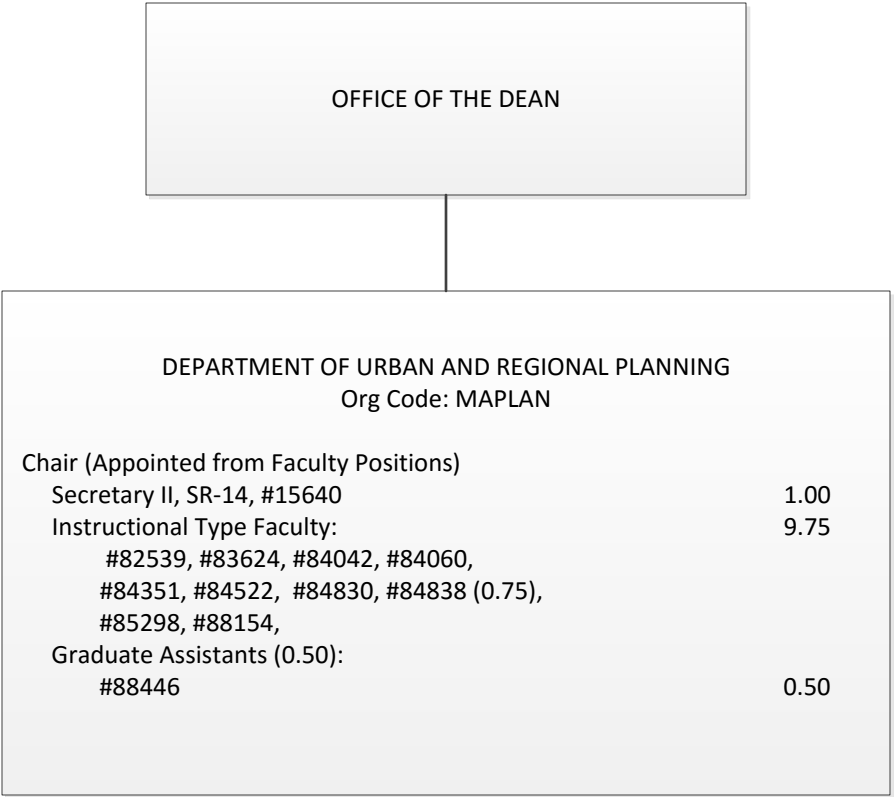 OFFICE OF THE DEAN
DEPARTMENT OF URBAN AND REGIONAL PLANNING
Org Code: MAPLAN
Chair (Appointed from Faculty Positions)
Secretary II, SR-14, #15640 1.00
Instructional Type Faculty: 9.75
#82539, #83624, #84042, #84060,
#84351, #84522, #84830, #84838 (0.75),
#85298, #88154,
Graduate Assistants (0.50):
#88446 0.50